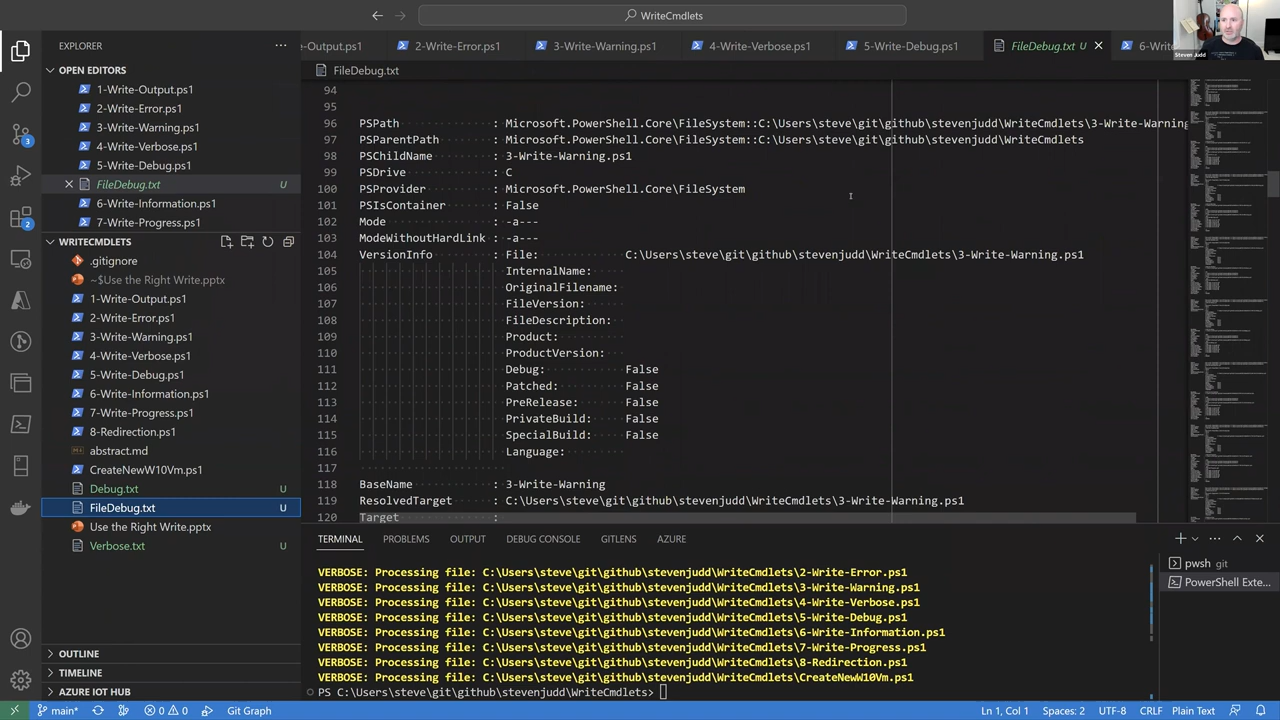 WriteCmdlets
Steven Judd
EXPLORER
-Output.ps1
2-Write-Error.ps1
3-Write-Warning.ps1
4-Write-Verbose.ps1
5-Write-Debug.ps1
FileDebug.txt U
6-Wri
OPEN EDITORS
1-Write-Output.ps1
2-Write-Error.ps1
3-Write-Warning.ps1
4-Write-Verbose.ps1
5-Write-Debug.ps1
FileDebug.txt U
6-Write-Information.ps1
7-Write-Progress.ps1
WRITECMDLETS
.gitignore
~$Use the Right Write.pptx
1-Write-Output.ps1
2-Write-Error.ps1
3-Write-Warning.ps1
4-Write-Verbose.ps1
5-Write-Debug.ps1
6-Write-Information.ps1
7-Write-Progress.ps1
8-Redirection.ps1
abstract.md
CreateNewW10Vm.ps1
Debug.txt U
FileDebug.txt U
Use the Right Write.pptx
Verbose.txt U
OUTLINE
TIMELINE
AZURE IOT HUB
3
2
FileDebug.txt
94
95
96 PSPath : Microsoft.PowerShell.Core\FileSystem::C:\Users\steve\git\github\stevenjudd\WriteCmdlets\3-Write-Warning
97 PSParentPath : Microsoft.PowerShell.Core\FileSystem::C:\Users\steve\git\github\stevenjudd\WriteCmdlets
98 PSChildName : 3-Write-Warning.ps1
99 PSDrive : C
100 PSProvider : Microsoft.PowerShell.Core\FileSystem
101 PSIsContainer : False
102 Mode : -a---
103 ModeWithoutHardLink : -a---
104 VersionInfo : File: C:\Users\steve\git\github\stevenjudd\WriteCmdlets\3-Write-Warning.ps1
105 InternalName:
106 OriginalFilename:
107 FileVersion:
108 FileDescription:
109 Product:
110 ProductVersion:
111 Debug: False
112 Patched: False
113 PreRelease: False
114 PrivateBuild: False
115 SpecialBuild: False
116 Language:
117
118 BaseName : 3-Write-Warning
119 ResolvedTarget : C:\Users\steve\git\github\stevenjudd\WriteCmdlets\3-Write-Warning.ps1
120 Target :
TERMINAL PROBLEMS OUTPUT DEBUG CONSOLE GITLENS AZURE
VERBOSE: Processing file: C:\Users\steve\git\github\stevenjudd\WriteCmdlets\2-Write-Error.ps1
VERBOSE: Processing file: C:\Users\steve\git\github\stevenjudd\WriteCmdlets\3-Write-Warning.ps1
VERBOSE: Processing file: C:\Users\steve\git\github\stevenjudd\WriteCmdlets\4-Write-Verbose.ps1
VERBOSE: Processing file: C:\Users\steve\git\github\stevenjudd\WriteCmdlets\5-Write-Debug.ps1
VERBOSE: Processing file: C:\Users\steve\git\github\stevenjudd\WriteCmdlets\6-Write-Information.ps1
VERBOSE: Processing file: C:\Users\steve\git\github\stevenjudd\WriteCmdlets\7-Write-Progress.ps1
VERBOSE: Processing file: C:\Users\steve\git\github\stevenjudd\WriteCmdlets\8-Redirection.ps1
VERBOSE: Processing file: C:\Users\steve\git\github\stevenjudd\WriteCmdlets\CreateNewW10Vm.ps1
PS C:\Users\steve\git\github\stevenjudd\WriteCmdlets>
pwsh git
PowerShell Exte...
main* 0 0 Git Graph
Ln 1, Col 1 Spaces: 2 UTF-8 CRLF Plain Text